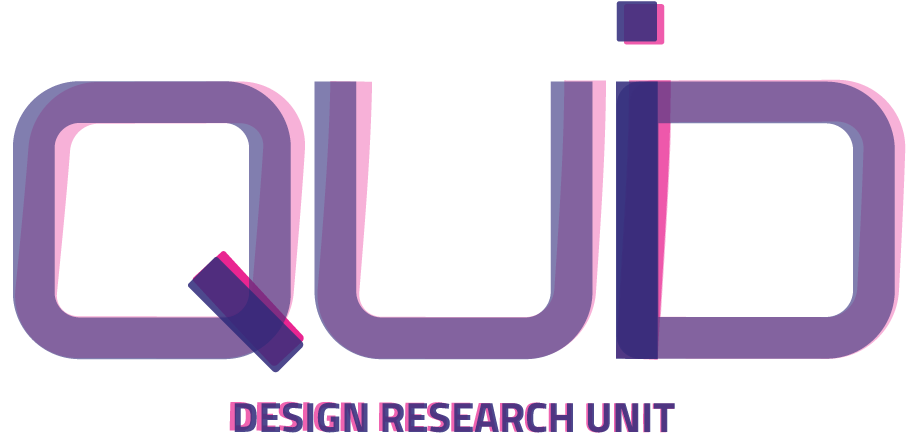 QUiD
DESIGN RESEARCH UNIT